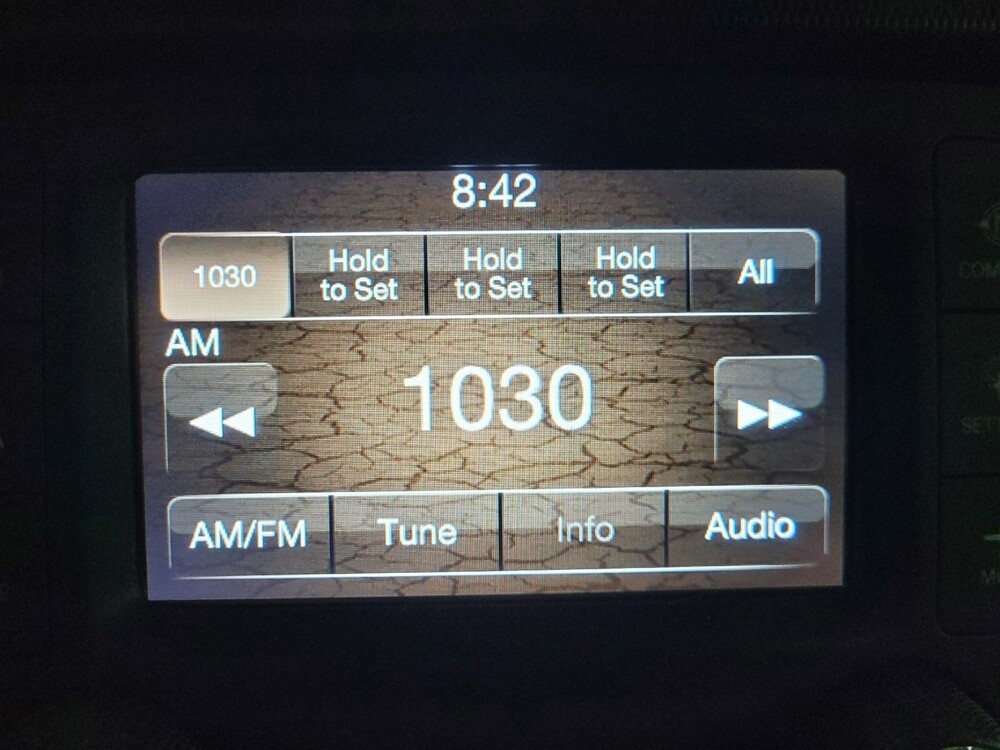 8:42
1030
Hold
to Set
Hold
to Set
Hold
to Set
All
AM
1030
AM/FM
Tune
Info
Audio